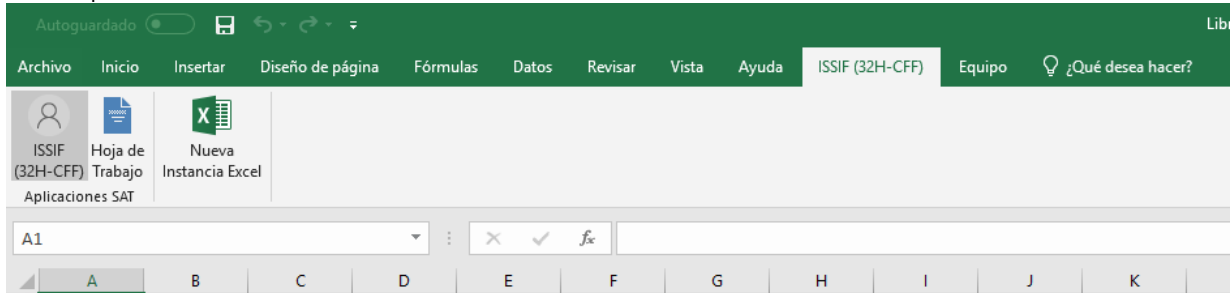 Autoguardado
Libr
Archivo Inicio Insertar Diseño de página Fórmulas Datos Revisar Vista Ayuda ISSIF (32H-CFF) Equipo ¿Qué desea hacer?
ISSIF Hoja de Nueva
(32H-CFF) Trabajo Instancia Excel
Aplicaciones SAT
A1 fx
A B C D E F G H I J K